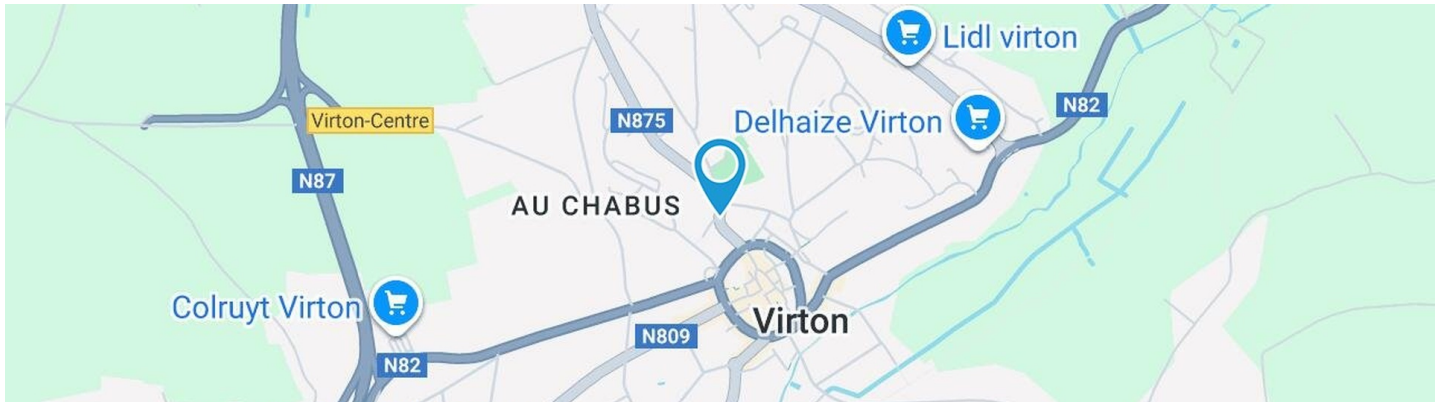 Lidl virton
N82
Virton-Centre
N875
Delhaize Virton
N87
AU CHABUS
Colruyt Virton
Virton
N809
N82